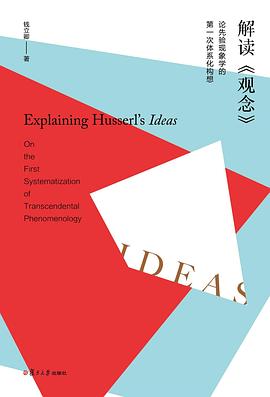 钱立卿——著
解读《观念》
论先验现象学的
第一次体系化构想
Explaining Husserl's Ideas
On
the
First
Systematization
of
Transcendental
Phenomenology
IDEAS
復旦大學出版社